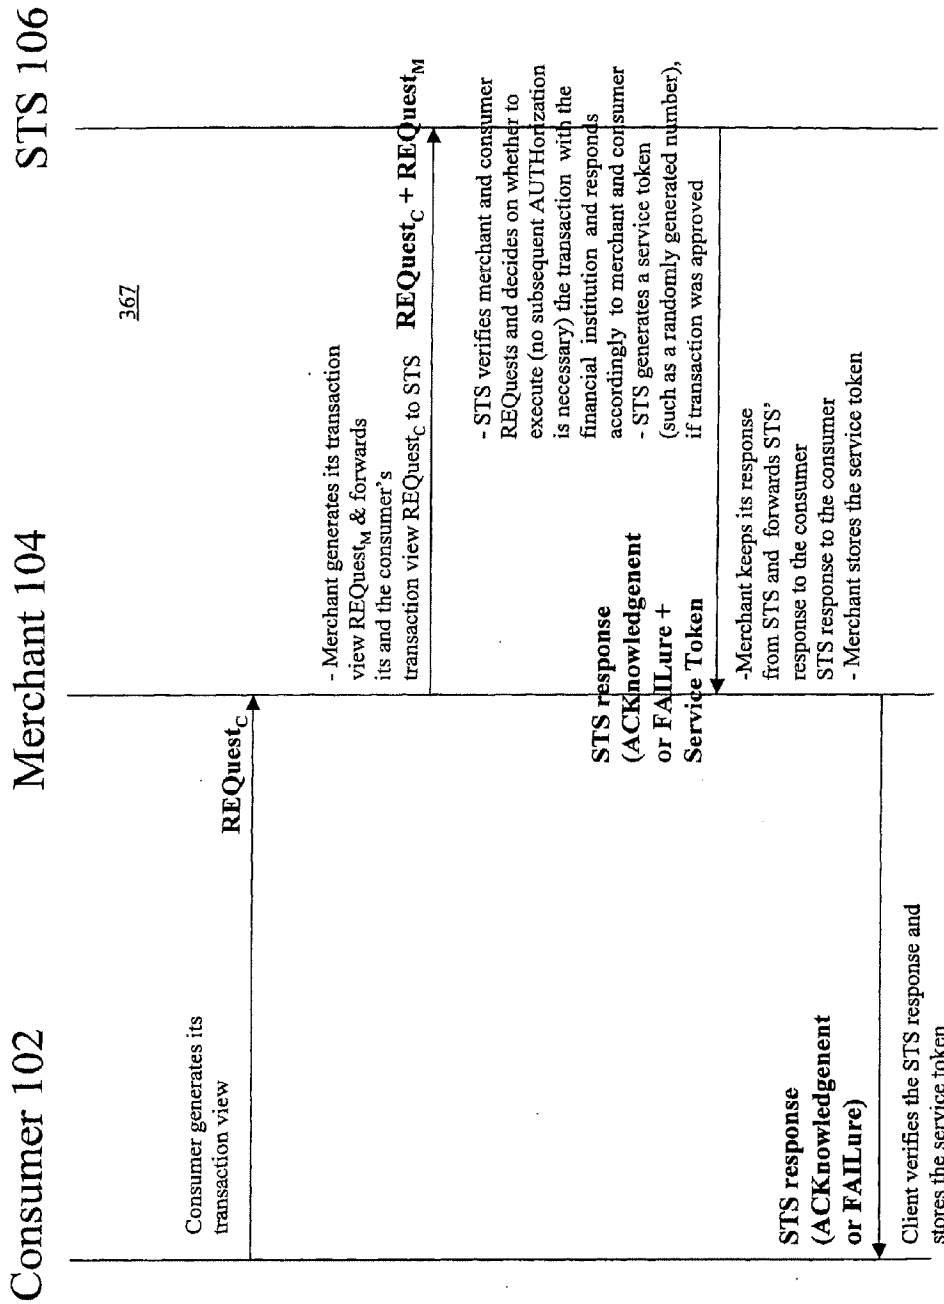 Consumer 102
Merchant 104
STS 106
367
Consumer generates its
transaction view
REQuestC
- Merchant generates its transaction
view REQuestM & forwards
its and the consumer's
transaction view REQuestC to STS
REQuestC + REQuestM
- STS verifies merchant and consumer
REQuests and decides on whether to
execute (no subsequent AUTHorization
is necessary) the transaction with the
financial institution and responds
accordingly to merchant and consumer
- STS generates a service token
(such as a randomly generated number),
if transaction was approved
STS response
(ACKnowledgenent
or FAILure +
Service Token
-Merchant keeps its response
from STS and forwards STS'
response to the consumer
STS response to the consumer
- Merchant stores the service token
STS response
(ACKnowledgenent
or FAILure)
Client verifies the STS response and
stores the service token